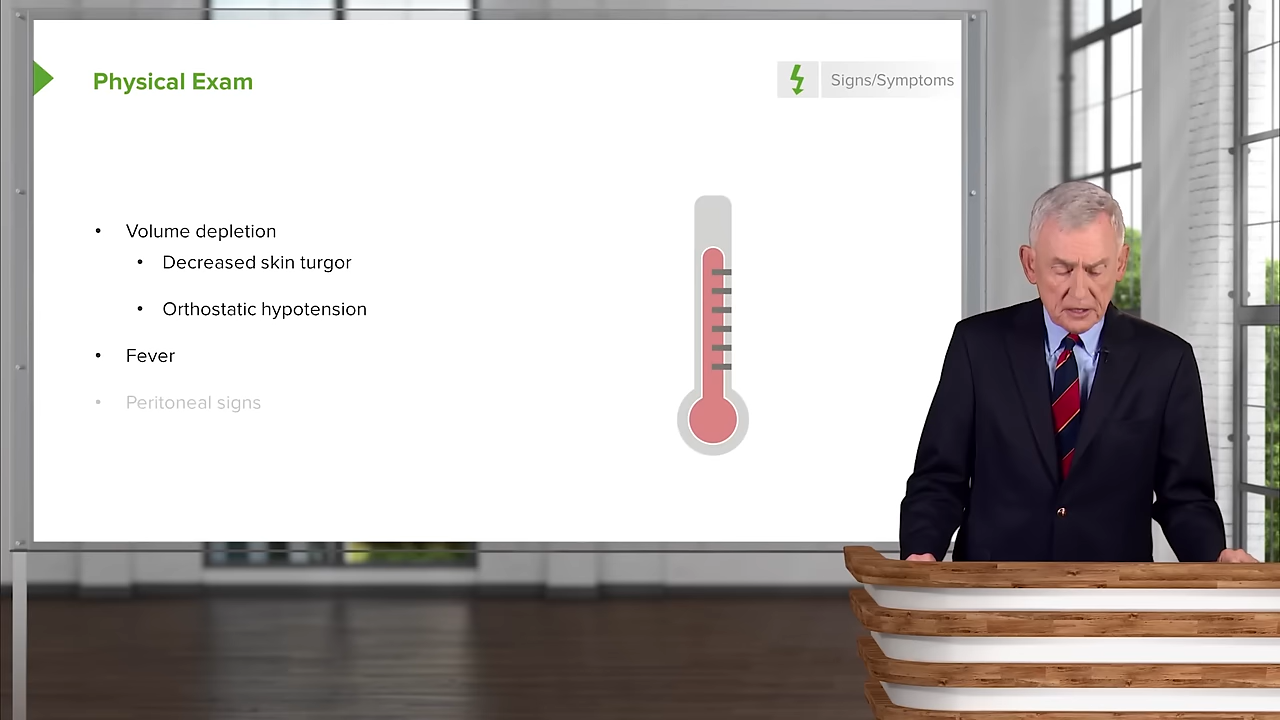 Physical Exam
Signs/Symptoms
• Volume depletion
• Decreased skin turgor
• Orthostatic hypotension
• Fever
• Peritoneal signs